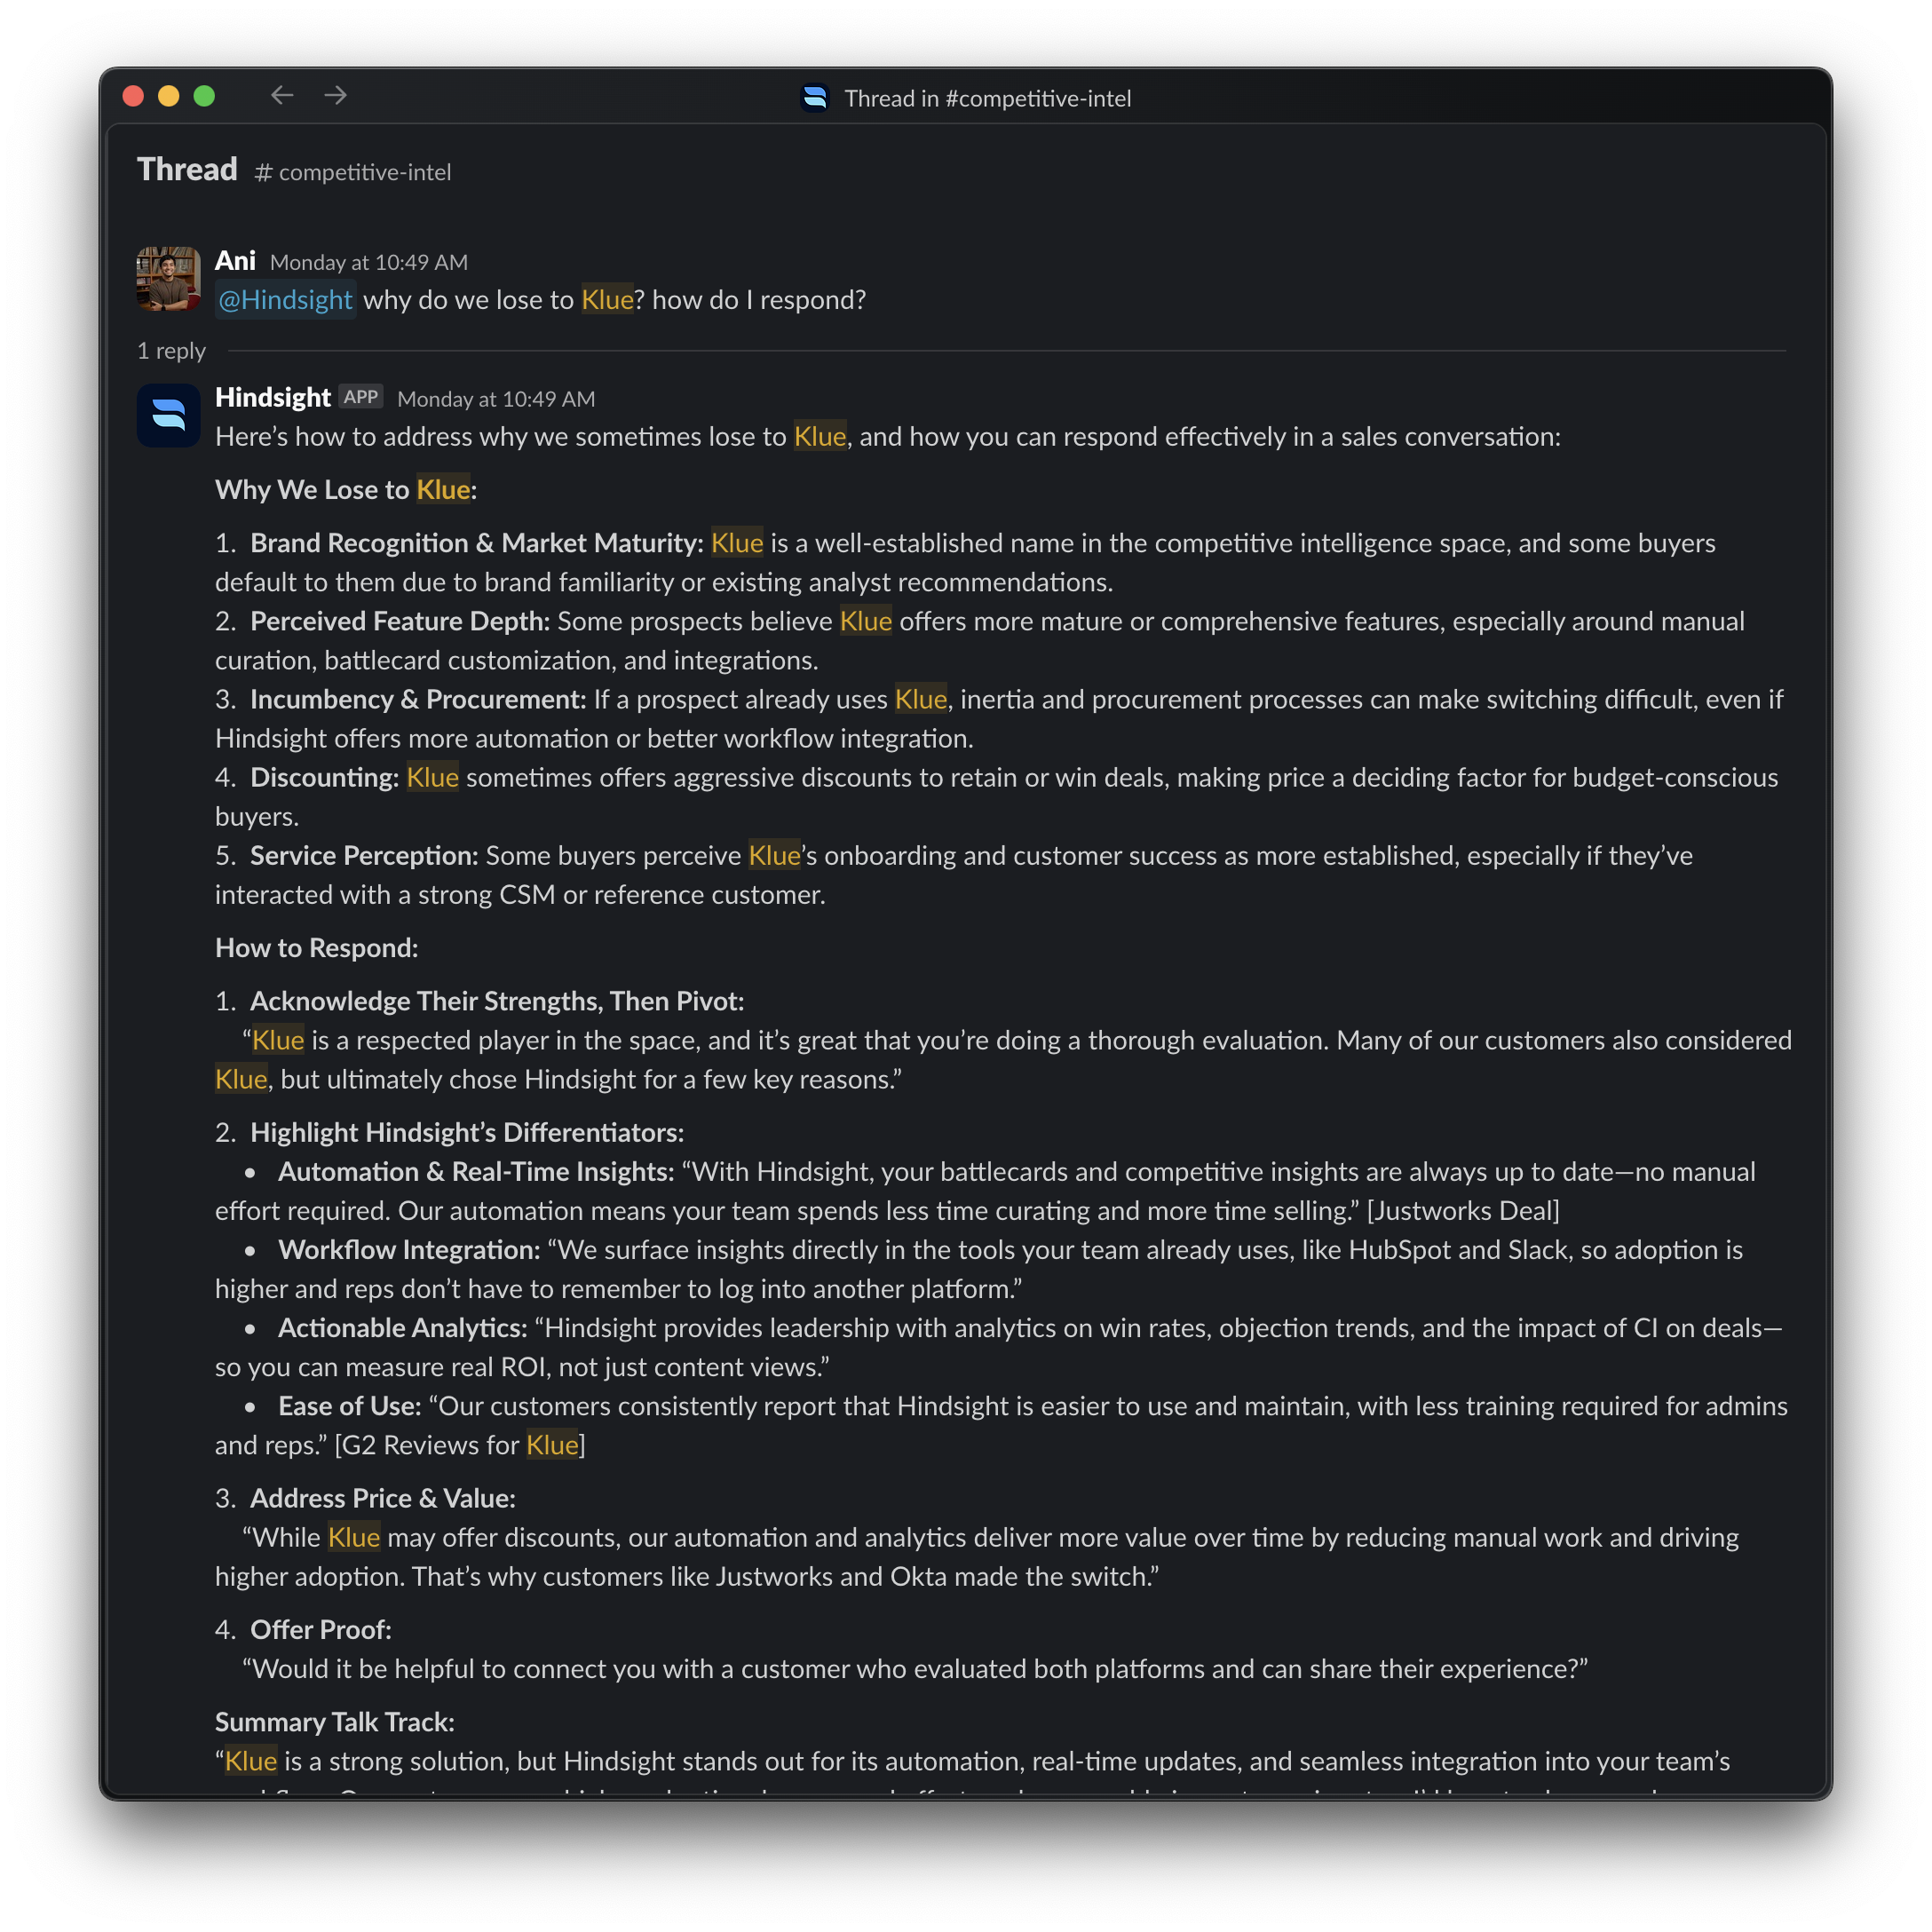 Thread in #competitive-intel
Thread # competitive-intel
Ani Monday at 10:49 AM
@Hindsight why do we lose to Klue? how do I respond?
1 reply
Hindsight APP Monday at 10:49 AM
Here’s how to address why we sometimes lose to Klue, and how you can respond effectively in a sales conversation:
Why We Lose to Klue:
1. Brand Recognition & Market Maturity: Klue is a well-established name in the competitive intelligence space, and some buyers
default to them due to brand familiarity or existing analyst recommendations.
2. Perceived Feature Depth: Some prospects believe Klue offers more mature or comprehensive features, especially around manual
curation, battlecard customization, and integrations.
3. Incumbency & Procurement: If a prospect already uses Klue, inertia and procurement processes can make switching difficult, even if
Hindsight offers more automation or better workflow integration.
4. Discounting: Klue sometimes offers aggressive discounts to retain or win deals, making price a deciding factor for budget-conscious
buyers.
5. Service Perception: Some buyers perceive Klue’s onboarding and customer success as more established, especially if they’ve
interacted with a strong CSM or reference customer.
How to Respond:
1. Acknowledge Their Strengths, Then Pivot:
“Klue is a respected player in the space, and it’s great that you’re doing a thorough evaluation. Many of our customers also considered
Klue, but ultimately chose Hindsight for a few key reasons.”
2. Highlight Hindsight’s Differentiators:
• Automation & Real-Time Insights: “With Hindsight, your battlecards and competitive insights are always up to date—no manual
effort required. Our automation means your team spends less time curating and more time selling.” [Justworks Deal]
• Workflow Integration: “We surface insights directly in the tools your team already uses, like HubSpot and Slack, so adoption is
higher and reps don’t have to remember to log into another platform.”
• Actionable Analytics: “Hindsight provides leadership with analytics on win rates, objection trends, and the impact of CI on deals—
so you can measure real ROI, not just content views.”
• Ease of Use: “Our customers consistently report that Hindsight is easier to use and maintain, with less training required for admins
and reps.” [G2 Reviews for Klue]
3. Address Price & Value:
“While Klue may offer discounts, our automation and analytics deliver more value over time by reducing manual work and driving
higher adoption. That’s why customers like Justworks and Okta made the switch.”
4. Offer Proof:
“Would it be helpful to connect you with a customer who evaluated both platforms and can share their experience?”
Summary Talk Track:
“Klue is a strong solution, but Hindsight stands out for its automation, real-time updates, and seamless integration into your team’s